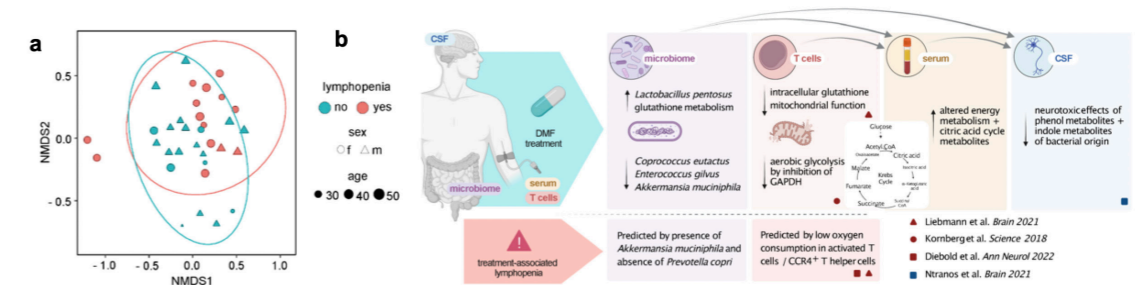 a
NMDS2
0.5
0.0
- 0.5
- 1.0
- 0.5
0.0
0.5
1.0
NMDS1
lymphopenia
no
yes
sex
f
m
age
30
40
50
b
CSF
microbiome
serum
T cells
DMF
treatment
microbiome
Lactobacillus pentosus
glutathione metabolism
Coprococcus eutactus
Enterococcus gilvus
Akkermansia muciniphila
T cells
intracellular glutathione
mitochondrial function
aerobic glycolysis
by inhibition of
GAPDH
serum
altered energy
metabolism +
citric acid cycle
metabolites
Glucose
Acetyl CoA
Citric acid
Malate
Krebs
Cycle
Fumarate
Succinate
CSF
neurotoxic effects of
phenol metabolites +
indole metabolites
of bacterial origin
treatment-associated
lymphopenia
Predicted by presence of
Akkermansia muciniphila and
absence of Prevotella copri
Predicted by low oxygen
consumption in activated T
cells / CCR4+ T helper cells
Liebmann et al. Brain 2021
Kornberg et al. Science 2018
Diebold et al. Ann Neurol 2022
Ntranos et al. Brain 2021